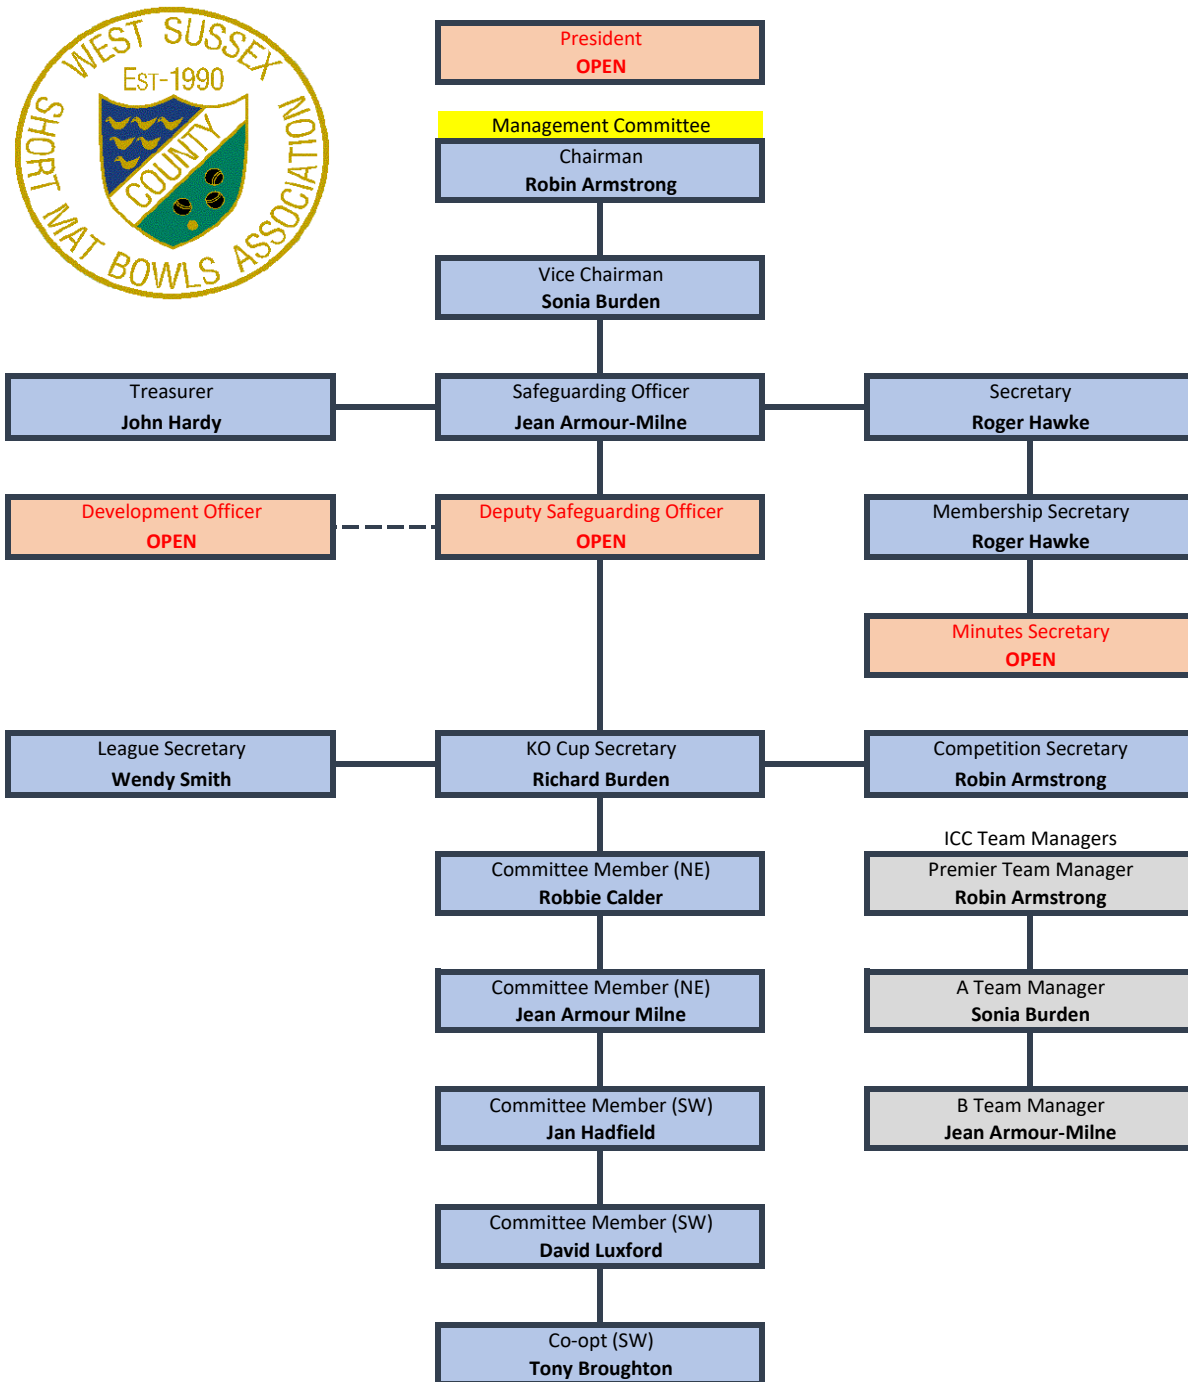 WEST SUSSEX
SHORT MAT BOWLS ASSOCIATION
EST-1990
COUNTY
President
OPEN
Management Committee
Chairman
Robin Armstrong
Vice Chairman
Sonia Burden
Treasurer
John Hardy
Safeguarding Officer
Jean Armour-Milne
Secretary
Roger Hawke
Development Officer
OPEN
Deputy Safeguarding Officer
OPEN
Membership Secretary
Roger Hawke
Minutes Secretary
OPEN
League Secretary
Wendy Smith
KO Cup Secretary
Richard Burden
Competition Secretary
Robin Armstrong
Committee Member (NE)
Robbie Calder
Committee Member (NE)
Jean Armour Milne
Committee Member (SW)
Jan Hadfield
Committee Member (SW)
David Luxford
Co-opt (SW)
Tony Broughton
ICC Team Managers
Premier Team Manager
Robin Armstrong
A Team Manager
Sonia Burden
B Team Manager
Jean Armour-Milne